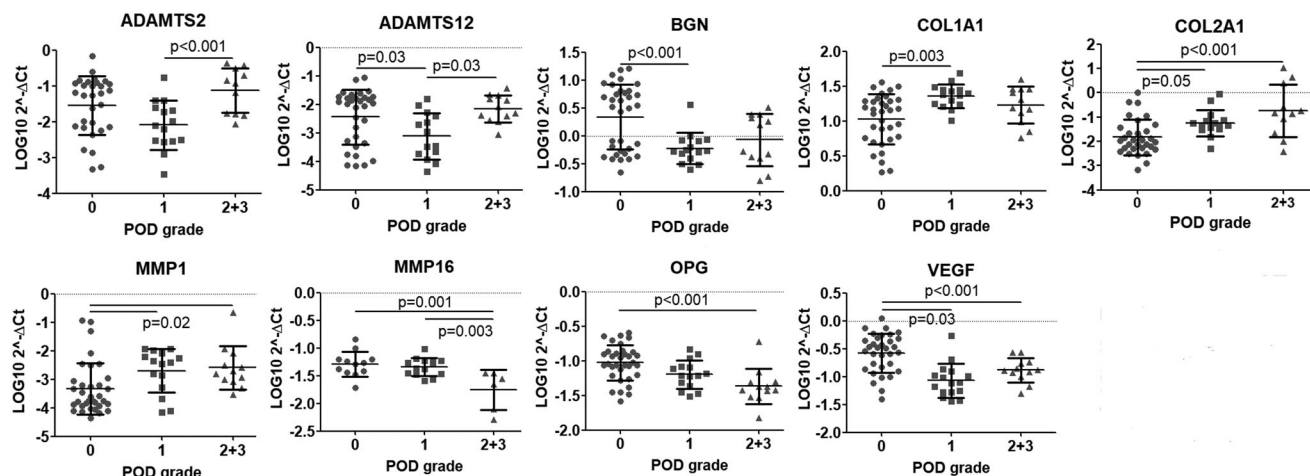 ADAMTS2
LOG10 2^-ΔCt
-1
p<0.001
0
-1
-2
-3
-4
0 1 2+3
POD grade
ADAMTS12
LOG10 2^-ΔCt
0
-1
-2
-3
-4
-5
p=0.03
p=0.03
0 1 2+3
POD grade
BGN
LOG10 2^-ΔCt
1.5
1.0
0.5
0.0
-0.5
-1.0
p<0.001
0 1 2+3
POD grade
COL1A1
LOG10 2^-ΔCt
2.0
1.5
1.0
0.5
0.0
p=0.003
0 1 2+3
POD grade
COL2A1
LOG10 2^-ΔCt
2
1
0
-1
-2
-3
-4
p<0.001
p=0.05
0 1 2+3
POD grade
MMP1
LOG10 2^-ΔCt
0
-1
-2
-3
-4
-5
p=0.02
0 1 2+3
POD grade
MMP16
LOG10 2^-ΔCt
0.0
-0.5
-1.0
-1.5
-2.0
-2.5
p=0.001
p=0.003
0 1 2+3
POD grade
OPG
LOG10 2^-ΔCt
0.0
-0.5
-1.0
-1.5
-2.0
p<0.001
0 1 2+3
POD grade
VEGF
LOG10 2^-ΔCt
0.5
0.0
-0.5
-1.0
-1.5
-2.0
p<0.001
p=0.03
0 1 2+3
POD grade